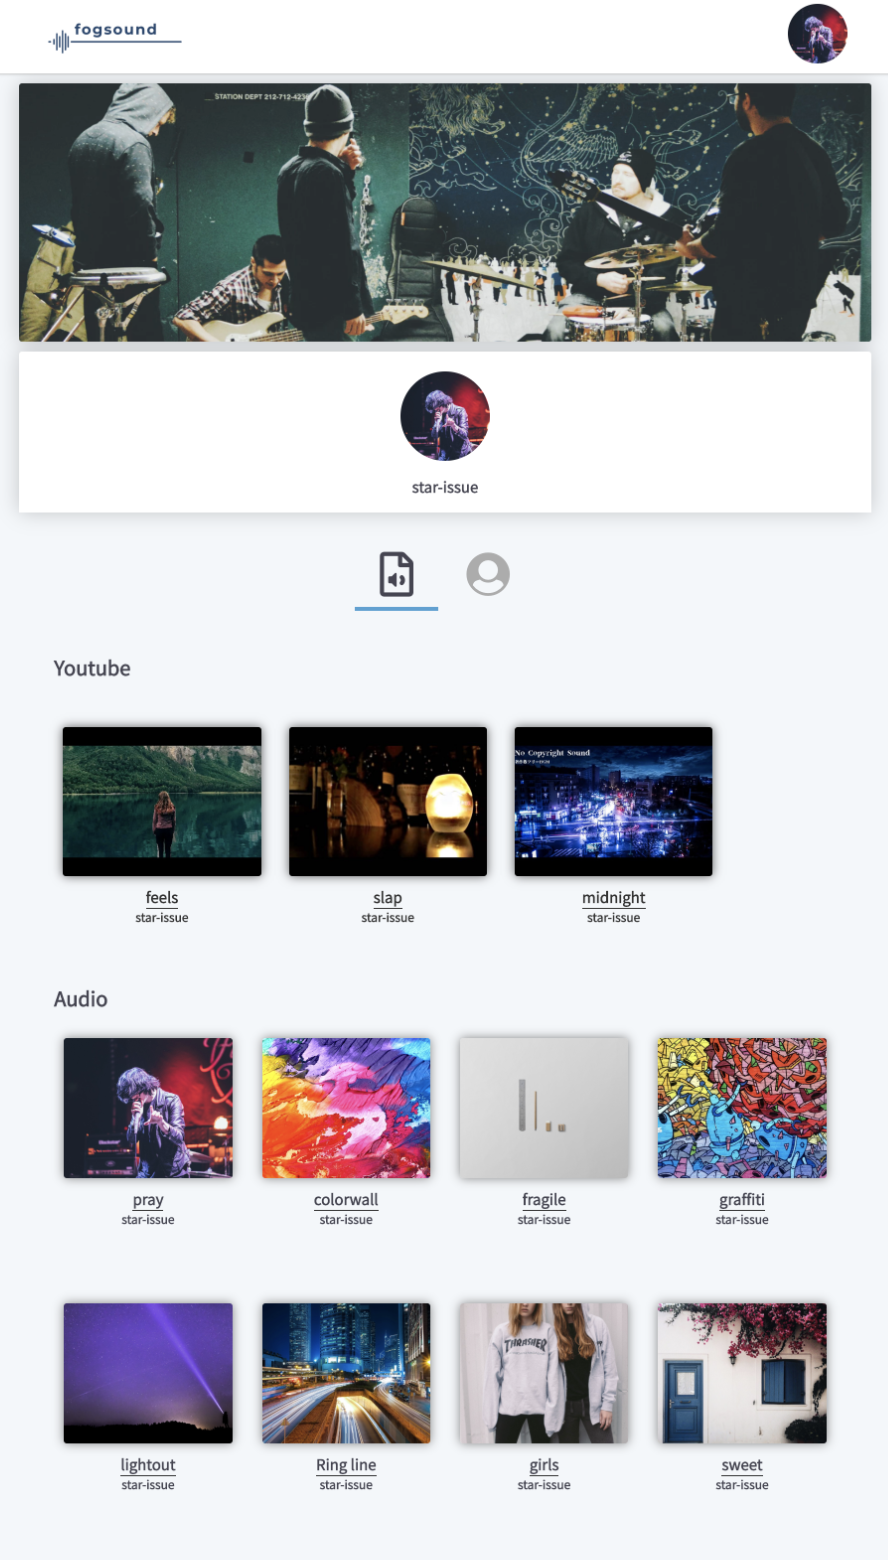 fogsound
STATION DEPT 212-712-4336
star-issue
Youtube
No Copyright Sound
feels
star-issue
slap
star-issue
midnight
star-issue
Audio
pray
star-issue
colorwall
star-issue
fragile
star-issue
graffiti
star-issue
THRASHER
lightout
star-issue
Ring line
star-issue
girls
star-issue
sweet
star-issue